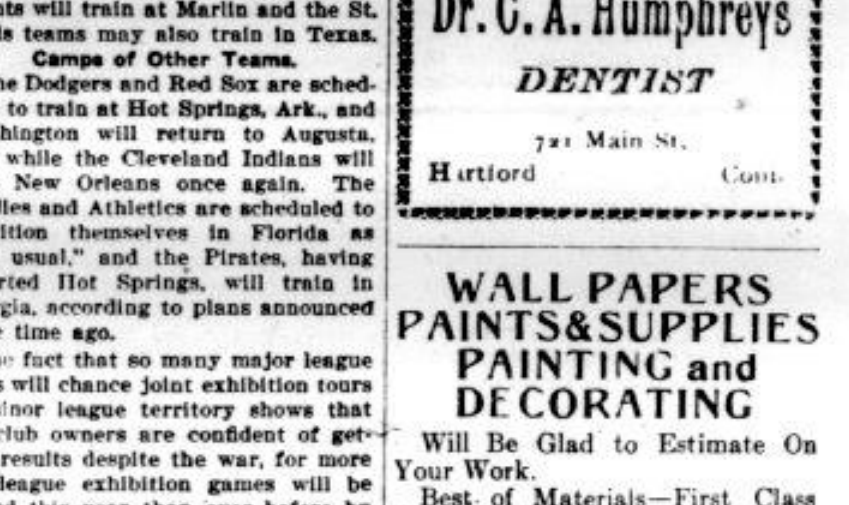 nts will train at Marlin and the St.
s teams may also train in Texas.
Camps of Other Teams.
ne Dodgers and Red Sox are sched-
to train at Hot Springs, Ark., and
hington will return to Augusta,
while the Cleveland Indians will
New Orleans once again. The
lies and Athletics are scheduled to
ition themselves in Florida as
usual," and the Pirates, having
rted Hot Springs, will train in
gia, according to plans announced
time ago.
fact that so many major league
s will chance joint exhibition tours
inor league territory shows that
club owners are confident of get-
results despite the war, for more
league exhibition games will be
Dr. C. A. Humphreys
DENTIST
721 Main St.
Hartford Conn.
WALL PAPERS
PAINTS&SUPPLIES
PAINTING and
DECORATING
Will Be Glad to Estimate On
Your Work.
Best of Materials—First Class